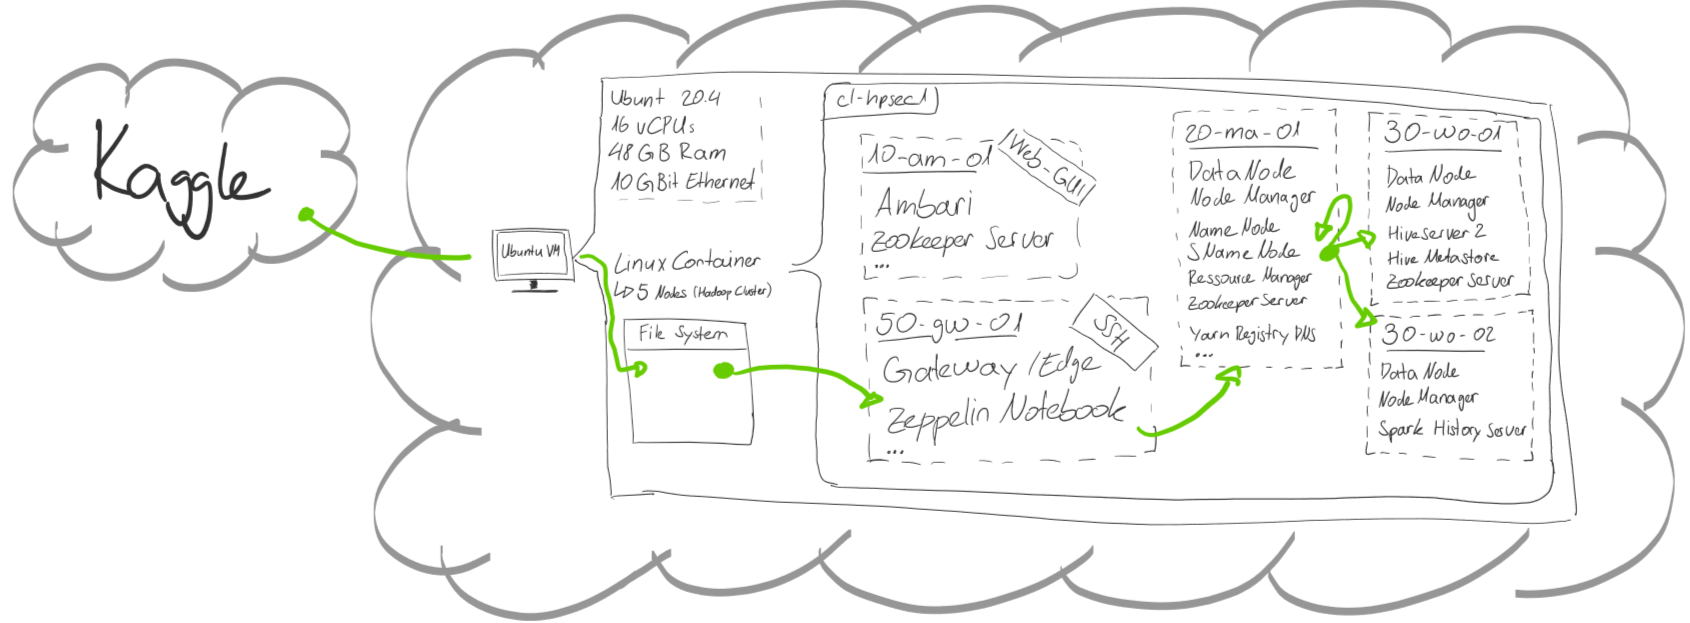 Kaggle
Ubuntu VM
Ubunt 20.4
16 vCPUs
48 GB Ram
10 GBit Ethernet
Linux Container
↳ 5 Nodes (Hadoop Cluster)
File System
cl-hpsec1
10-am-01
Web-GUI
Ambari
Zookeeper Server
...
50-gw-01
SSH
Gateway / Edge
Zeppelin Notebook
...
20-ma-01
DataNode
Node Manager
NameNode
SNameNode
Ressource Manager
Zookeeper Server
Yarn Registry DNS
...
30-wo-01
Data Node
Node Manager
Hiveserver 2
Hive Metastore
Zookeeper Server
30-wo-02
Data Node
Node Manager
Spark History Server